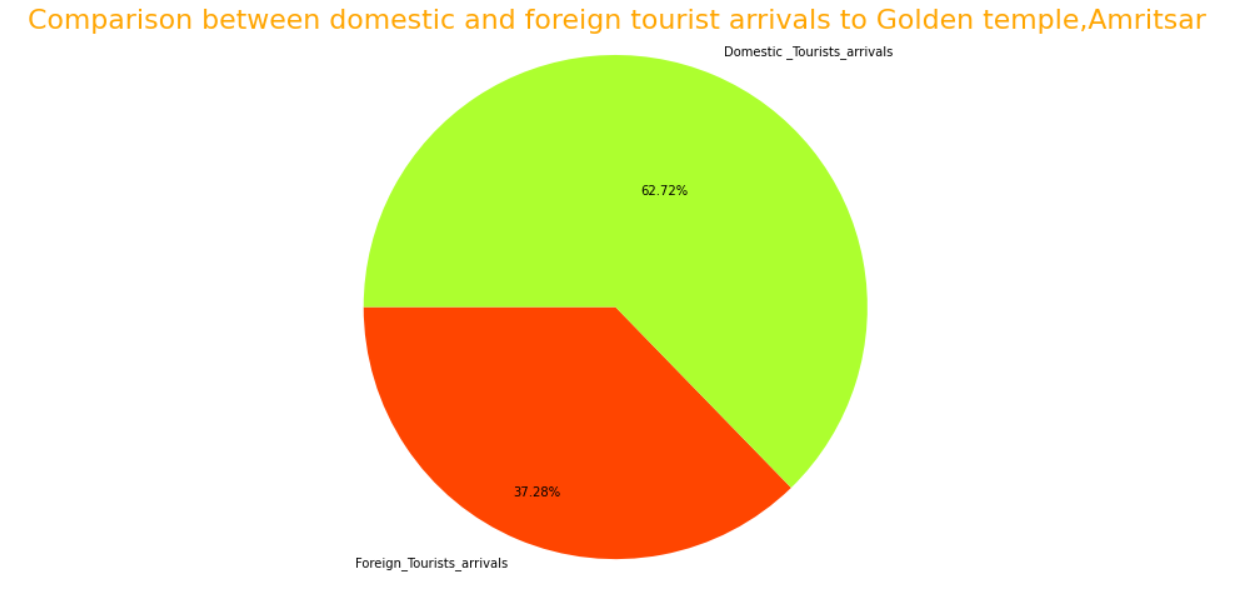 Comparison between domestic and foreign tourist arrivals to Golden temple,Amritsar
Domestic _Tourists_arrivals
62.72%
37.28%
Foreign_Tourists_arrivals